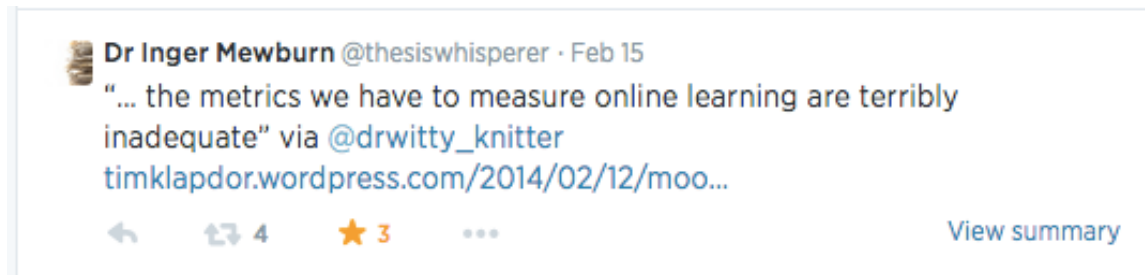 Dr Inger Mewburn @thesiswhisperer · Feb 15
“... the metrics we have to measure online learning are terribly
inadequate” via @drwitty_knitter
timklapdor.wordpress.com/2014/02/12/moo...
4 3 View summary